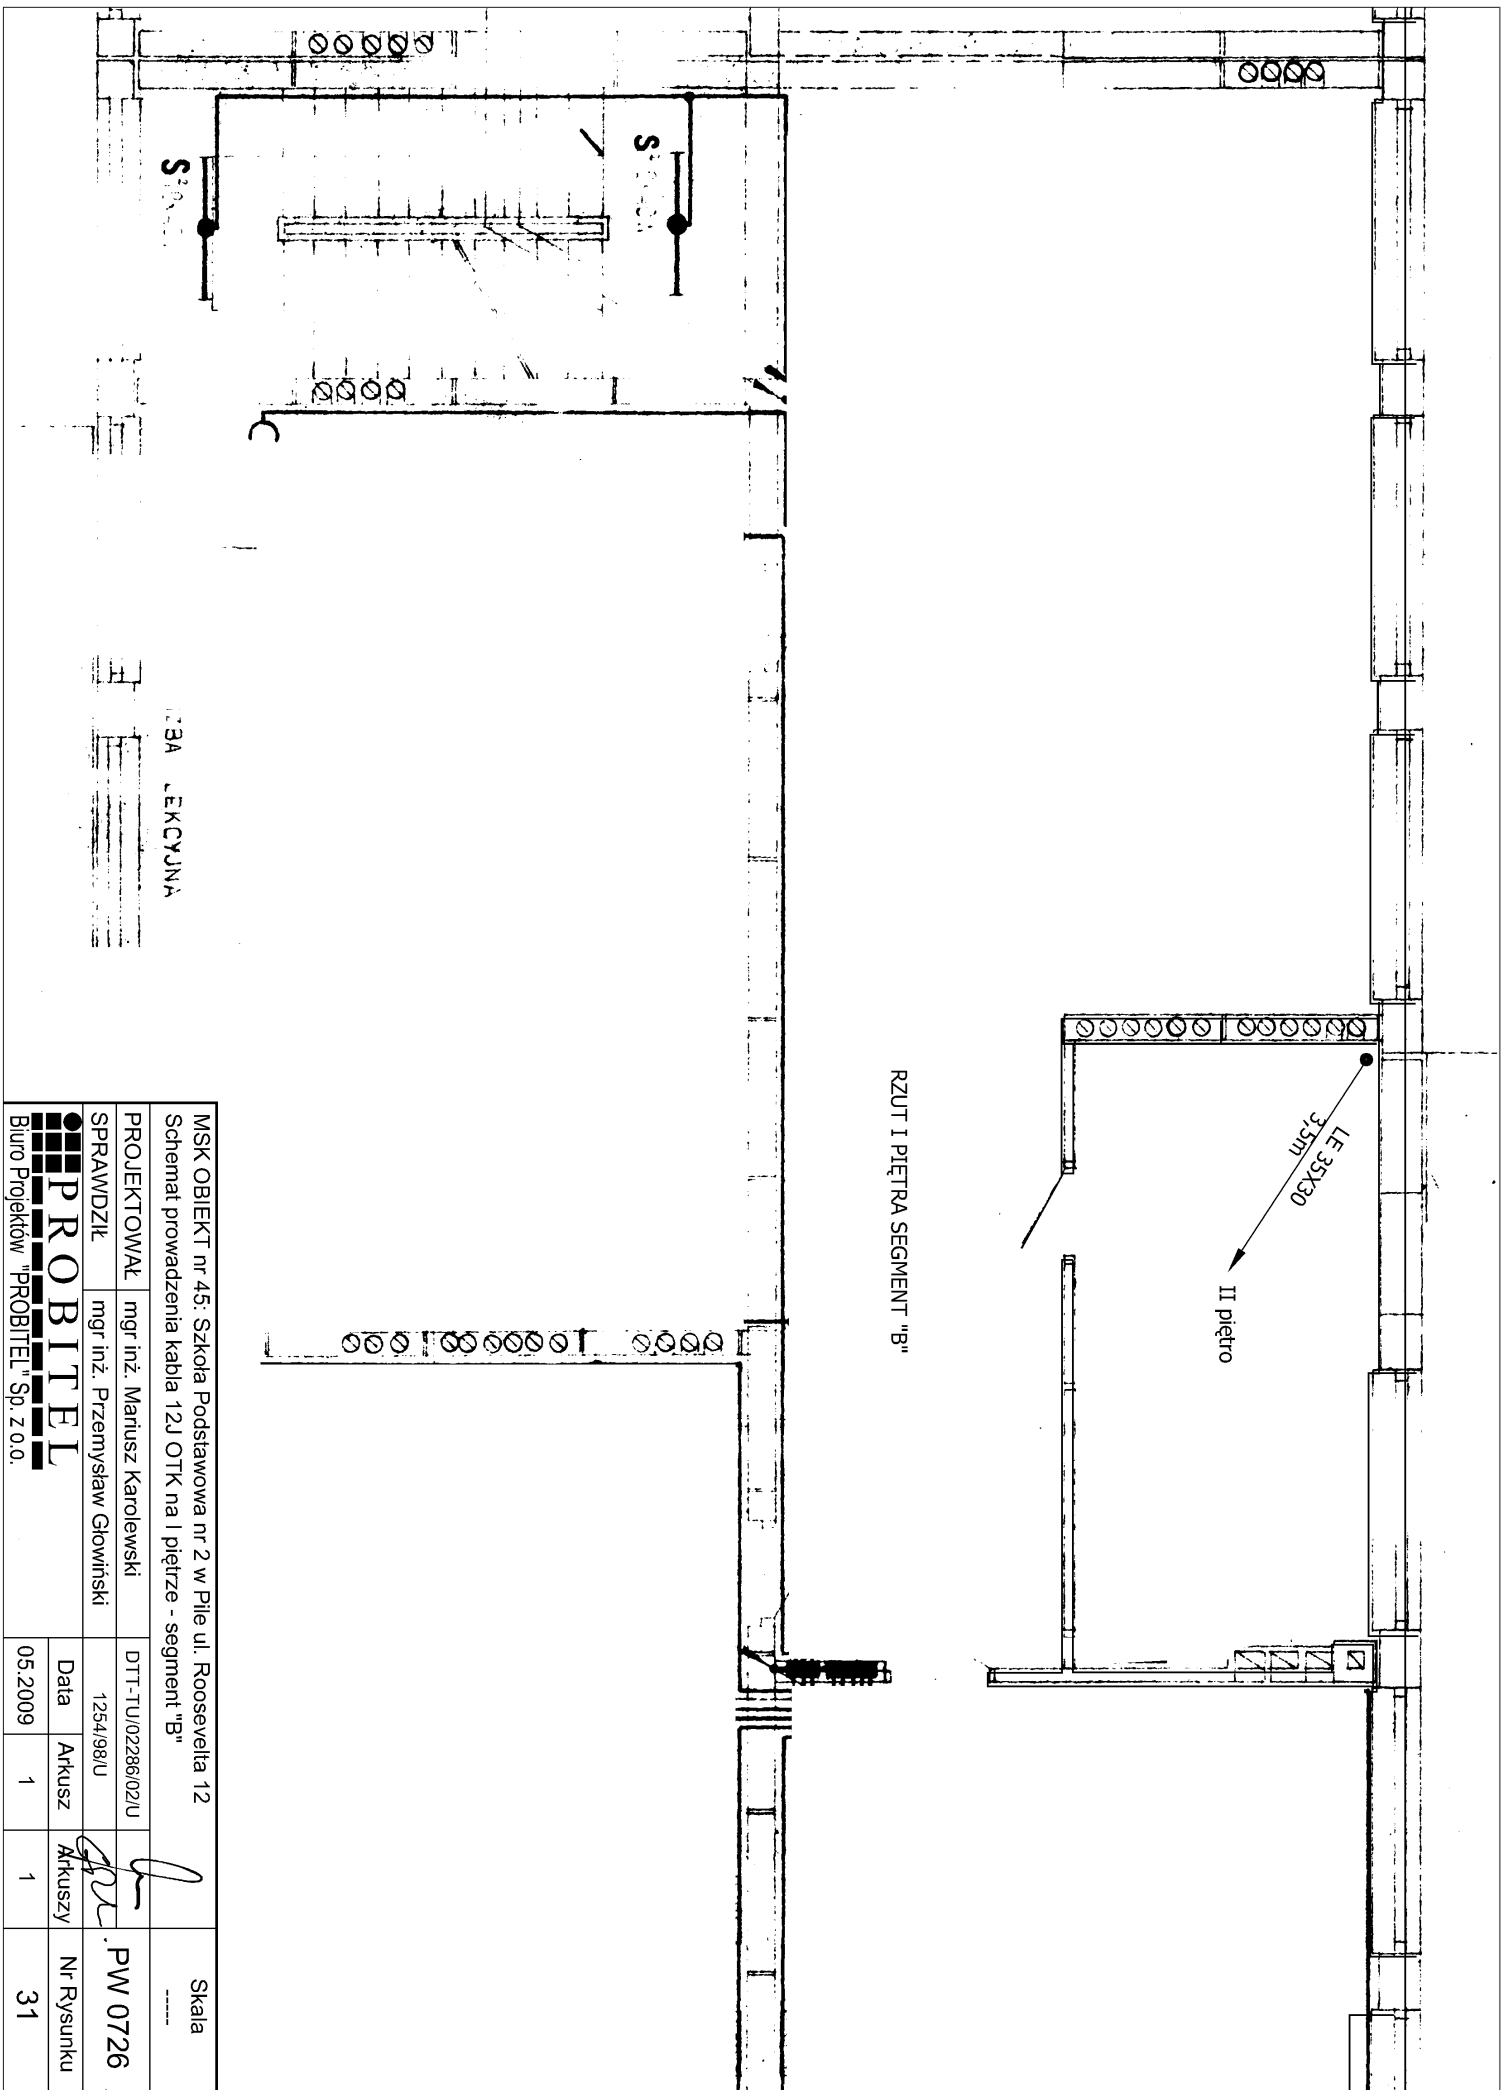 LE 35X30
3,5m
II piętro
RZUT I PIĘTRA SEGMENT "B"
S
S
MSK OBIEKT nr 45: Szkoła Podstawowa nr 2 w Pile ul. Roosevelta 12
Schemat prowadzenia kabla 12J OTK na I piętrze - segment "B"
Skala
-----
PROJEKTOWAŁ mgr inż. Mariusz Karolewski DTT-TU/02286/02/U
SPRAWDZIŁ mgr inż. Przemysław Głowiński 1254/98/U
PW 0726
PROBITEL
Biuro Projektów "PROBITEL" Sp. z o.o.
Data Arkusz Arkuszy Nr Rysunku
05.2009 1 1 31